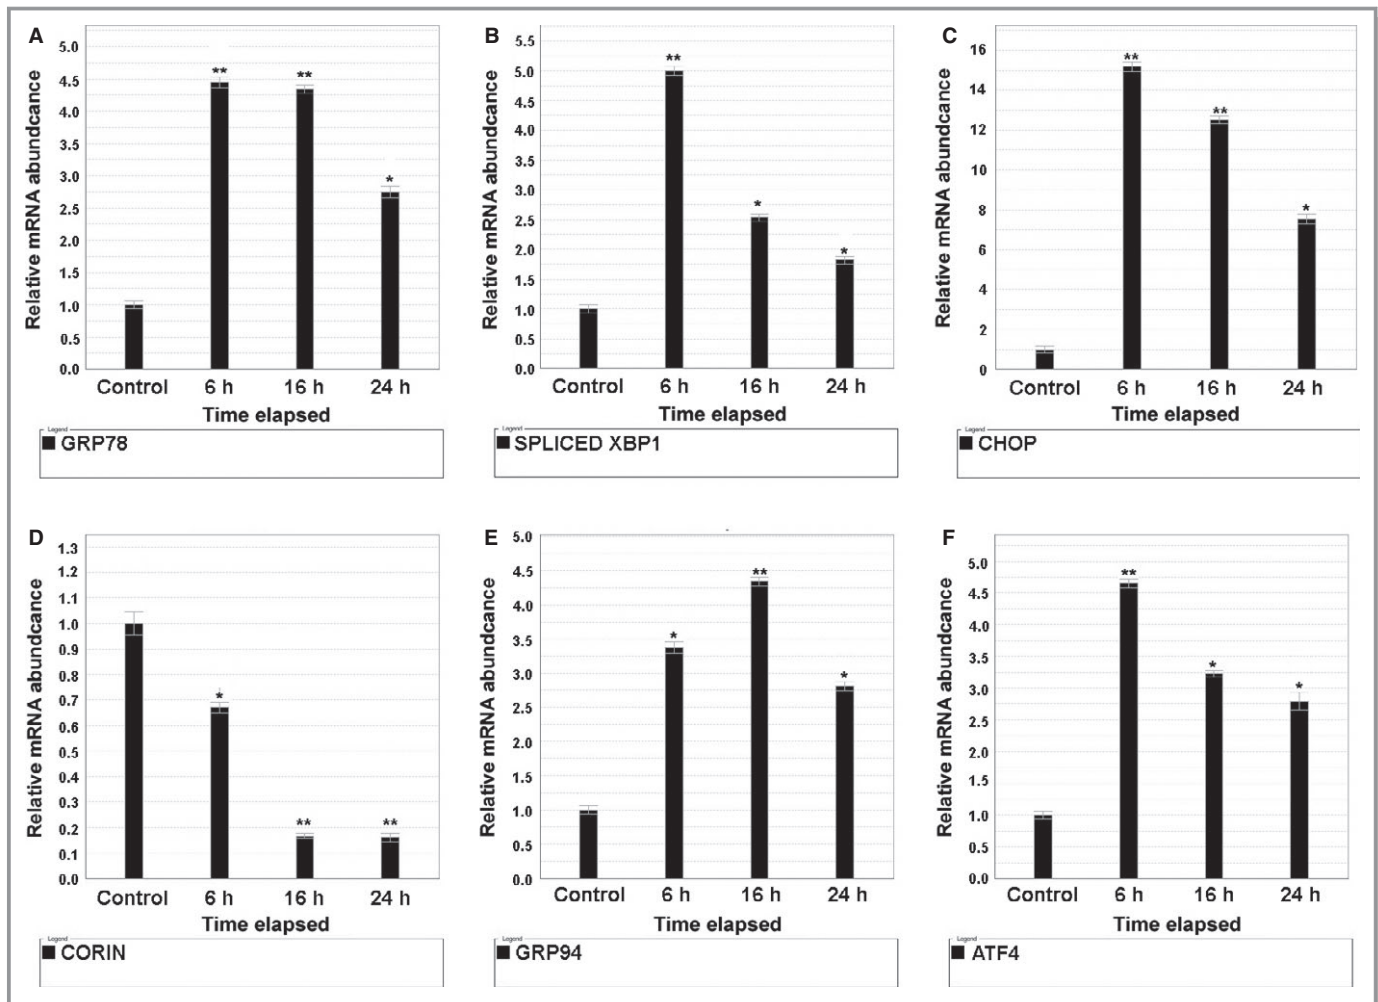 A
Relative mRNA abundcance
5.0
4.5
4.0
3.5
3.0
2.5
2.0
1.5
1.0
0.5
0.0
** ** *
Control 6 h 16 h 24 h
Time elapsed
Legend
GRP78
B
Relative mRNA abundcance
5.5
5.0
4.5
4.0
3.5
3.0
2.5
2.0
1.5
1.0
0.5
0.0
** * *
Control 6 h 16 h 24 h
Time elapsed
Legend
SPLICED XBP1
C
Relative mRNA abundcance
16
14
12
10
8
6
4
2
0
** ** *
Control 6 h 16 h 24 h
Time elapsed
Legend
CHOP
D
Relative mRNA abundcance
1.3
1.2
1.1
1.0
0.9
0.8
0.7
0.6
0.5
0.4
0.3
0.2
0.1
0.0
* ** **
Control 6 h 16 h 24 h
Time elapsed
Legend
CORIN
E
Relative mRNA abundcance
5.0
4.5
4.0
3.5
3.0
2.5
2.0
1.5
1.0
0.5
0.0
* ** *
Control 6 h 16 h 24 h
Time elapsed
Legend
GRP94
F
Relative mRNA abundcance
5.0
4.5
4.0
3.5
3.0
2.5
2.0
1.5
1.0
0.5
0.0
** * *
Control 6 h 16 h 24 h
Time elapsed
Legend
ATF4